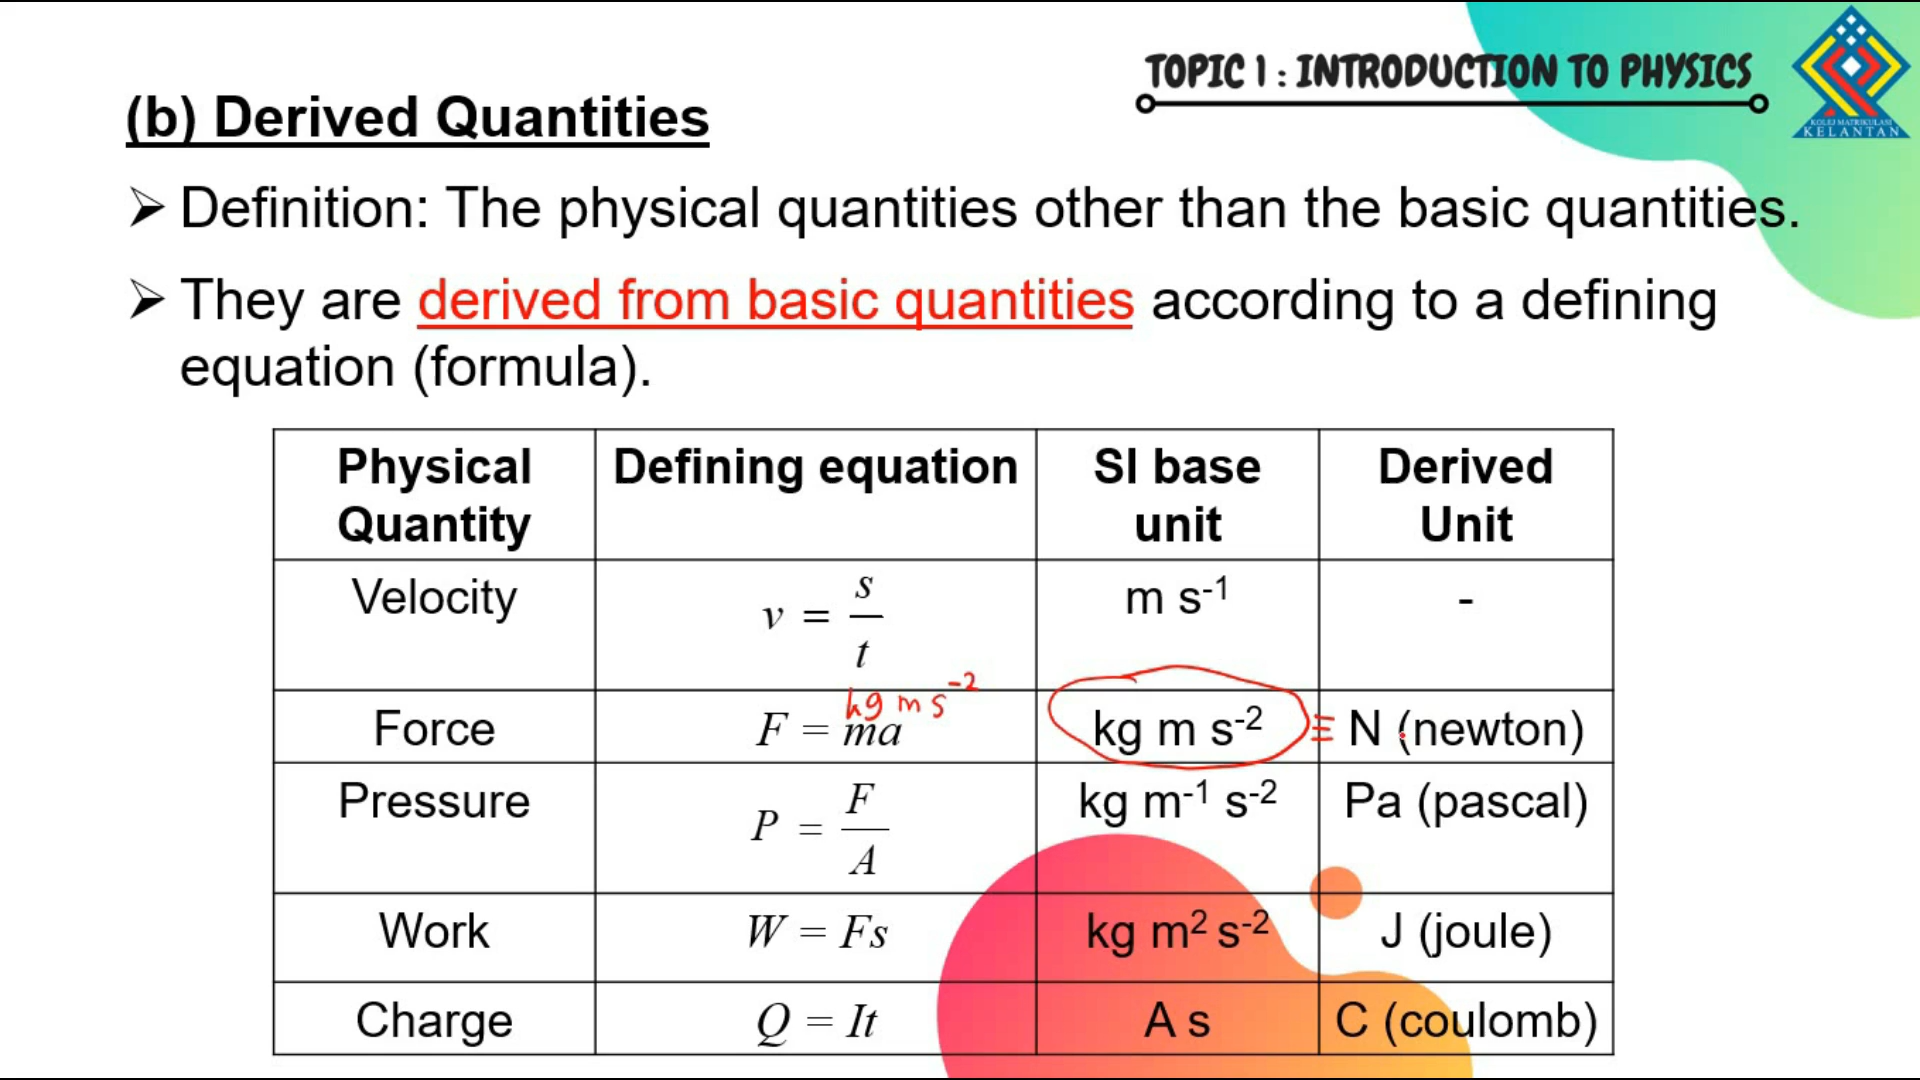 TOPIC 1 : INTRODUCTION TO PHYSICS
KOLEJ MATRIKULASI
KELANTAN
(b) Derived Quantities
➢ Definition: The physical quantities other than the basic quantities.
➢ They are derived from basic quantities according to a defining
equation (formula).
Physical Quantity | Defining equation | SI base unit | Derived Unit
Velocity | v = s/t | m s⁻¹ | -
kg m s⁻²
Force | F = ma | kg m s⁻² ≡ | N (newton)
Pressure | P = F/A | kg m⁻¹ s⁻² | Pa (pascal)
Work | W = Fs | kg m² s⁻² | J (joule)
Charge | Q = It | A s | C (coulomb)